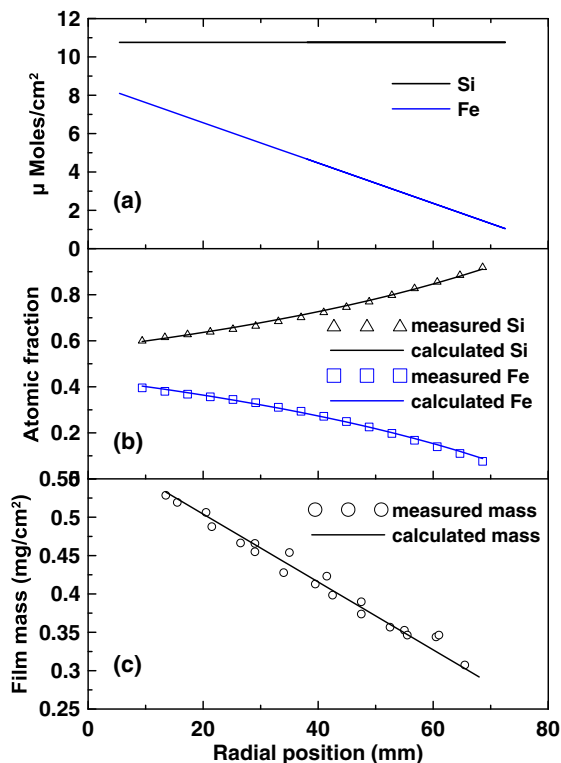 12
10
8
6
4
2
0
μ Moles/cm²
Si
Fe
(a)
0.8
0.6
0.4
0.2
0
Atomic fraction
measured Si
calculated Si
measured Fe
calculated Fe
(b)
0.55
0.5
0.45
0.4
0.35
0.3
0.25
Film mass (mg/cm²)
measured mass
calculated mass
(c)
0 20 40 60 80
Radial position (mm)